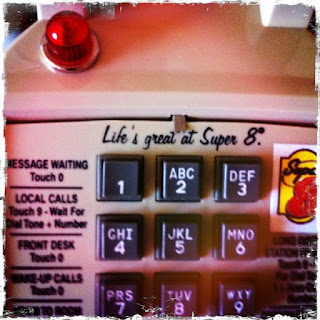 Life's great at Super 8®
MESSAGE WAITING
Touch 0
LOCAL CALLS
Touch 9 - Wait For
Dial Tone + Number
FRONT DESK
Touch 0
WAKE-UP CALLS
Touch 0
1
ABC
2
DEF
3
GHI
4
JKL
5
MNO
6
PRS
7
TUV
8
WXY
9
Super
8